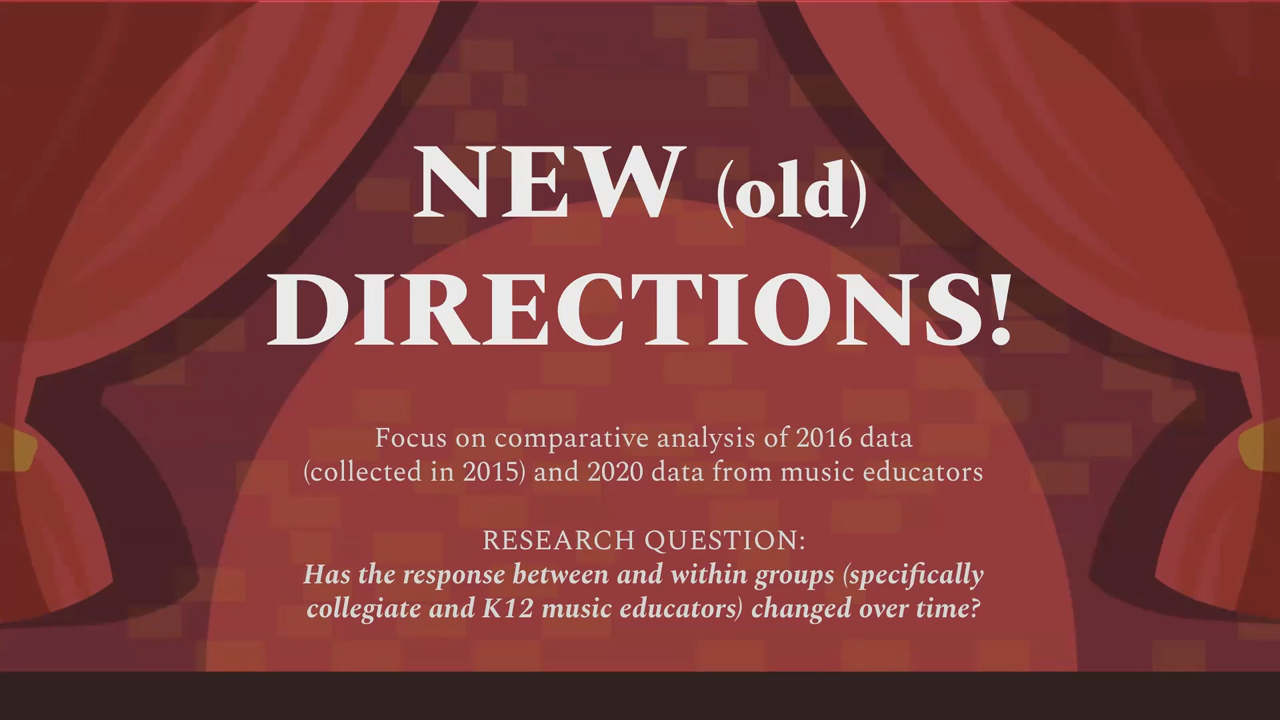 NEW (old)
DIRECTIONS!
Focus on comparative analysis of 2016 data
(collected in 2015) and 2020 data from music educators
RESEARCH QUESTION:
Has the response between and within groups (specifically
collegiate and K12 music educators) changed over time?